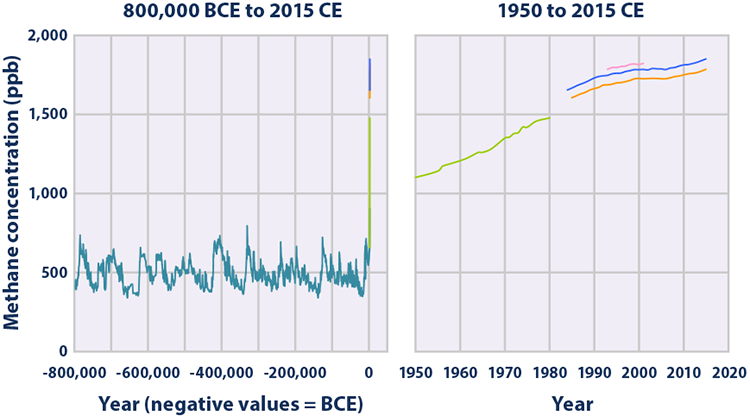 800,000 BCE to 2015 CE
1950 to 2015 CE
Methane concentration (ppb)
2,000
1,500
1,000
500
0
-800,000 -600,000 -400,000 -200,000 0
1950 1960 1970 1980 1990 2000 2010 2020
Year (negative values = BCE)
Year